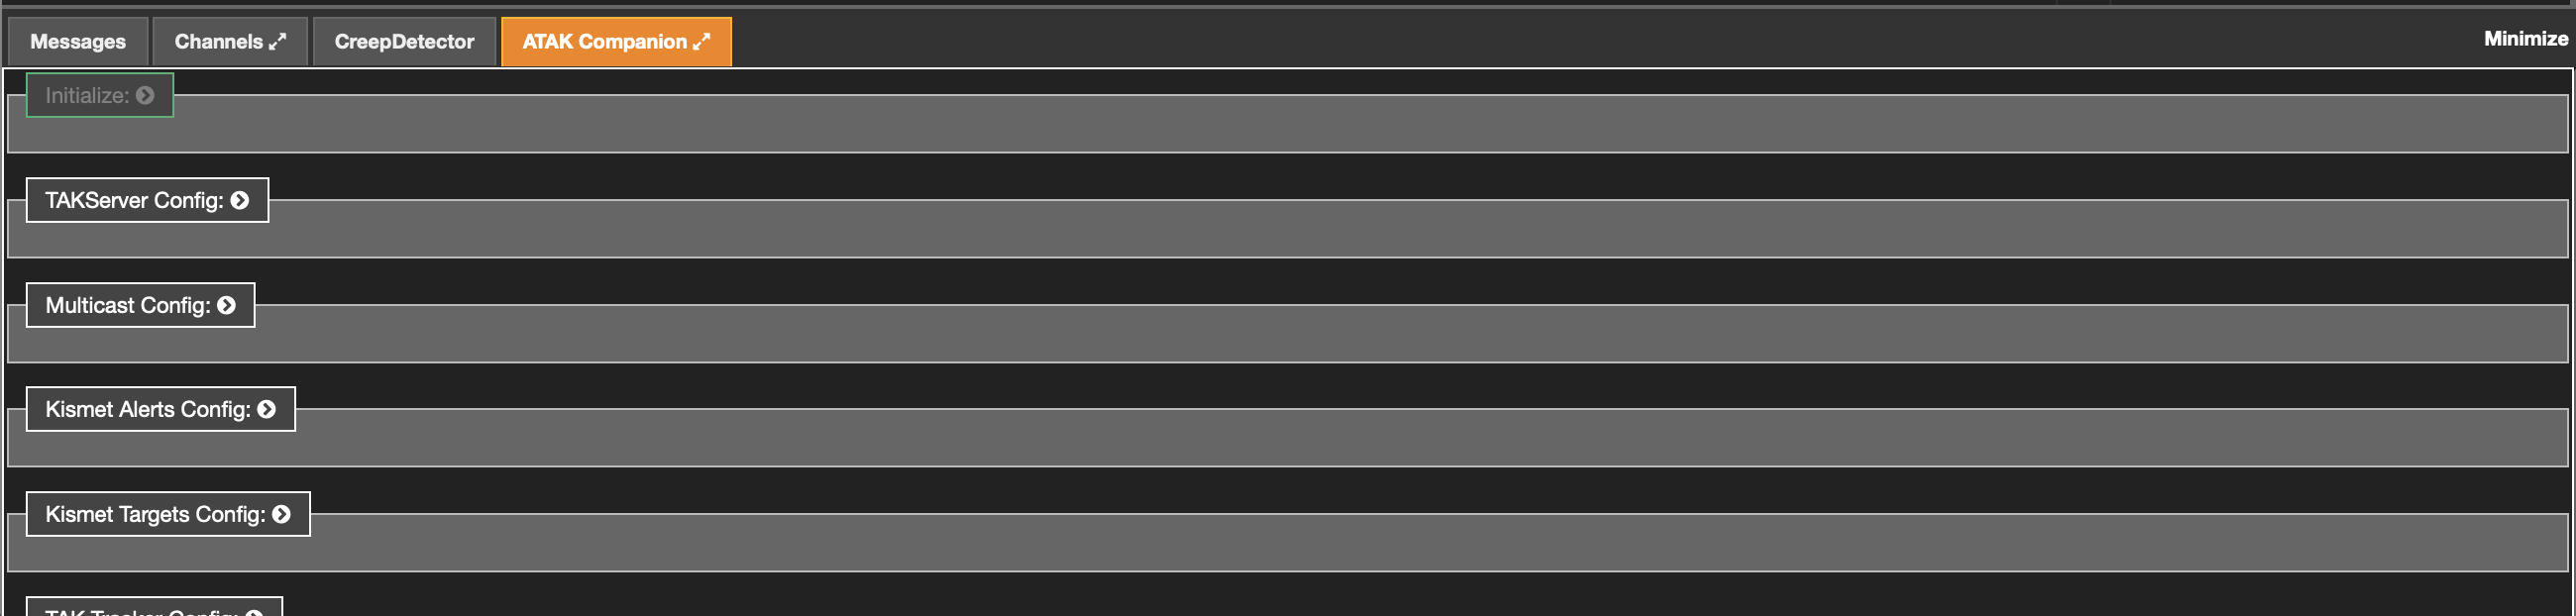 Messages Channels CreepDetector ATAK Companion Minimize
Initialize:
TAKServer Config:
Multicast Config:
Kismet Alerts Config:
Kismet Targets Config:
TAK Tracker Config: